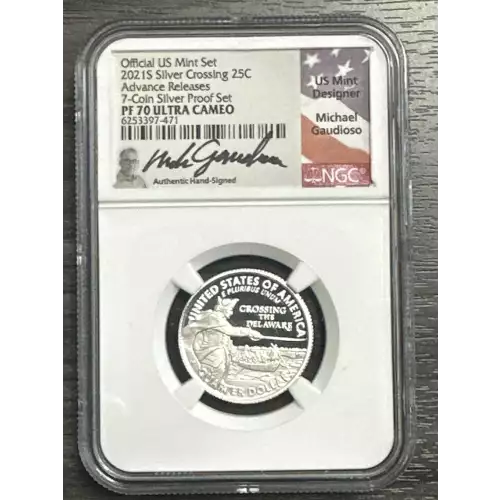 Official US Mint Set
2021S Silver Crossing 25C
Advance Releases
7-Coin Silver Proof Set
PF 70 ULTRA CAMEO
6253397-471
Authentic Hand-Signed
US Mint
Designer
Michael
Gaudioso
NGC
UNITED STATES OF AMERICA
E PLURIBUS UNUM
CROSSING
THE
DELAWARE
QUARTER DOLLAR